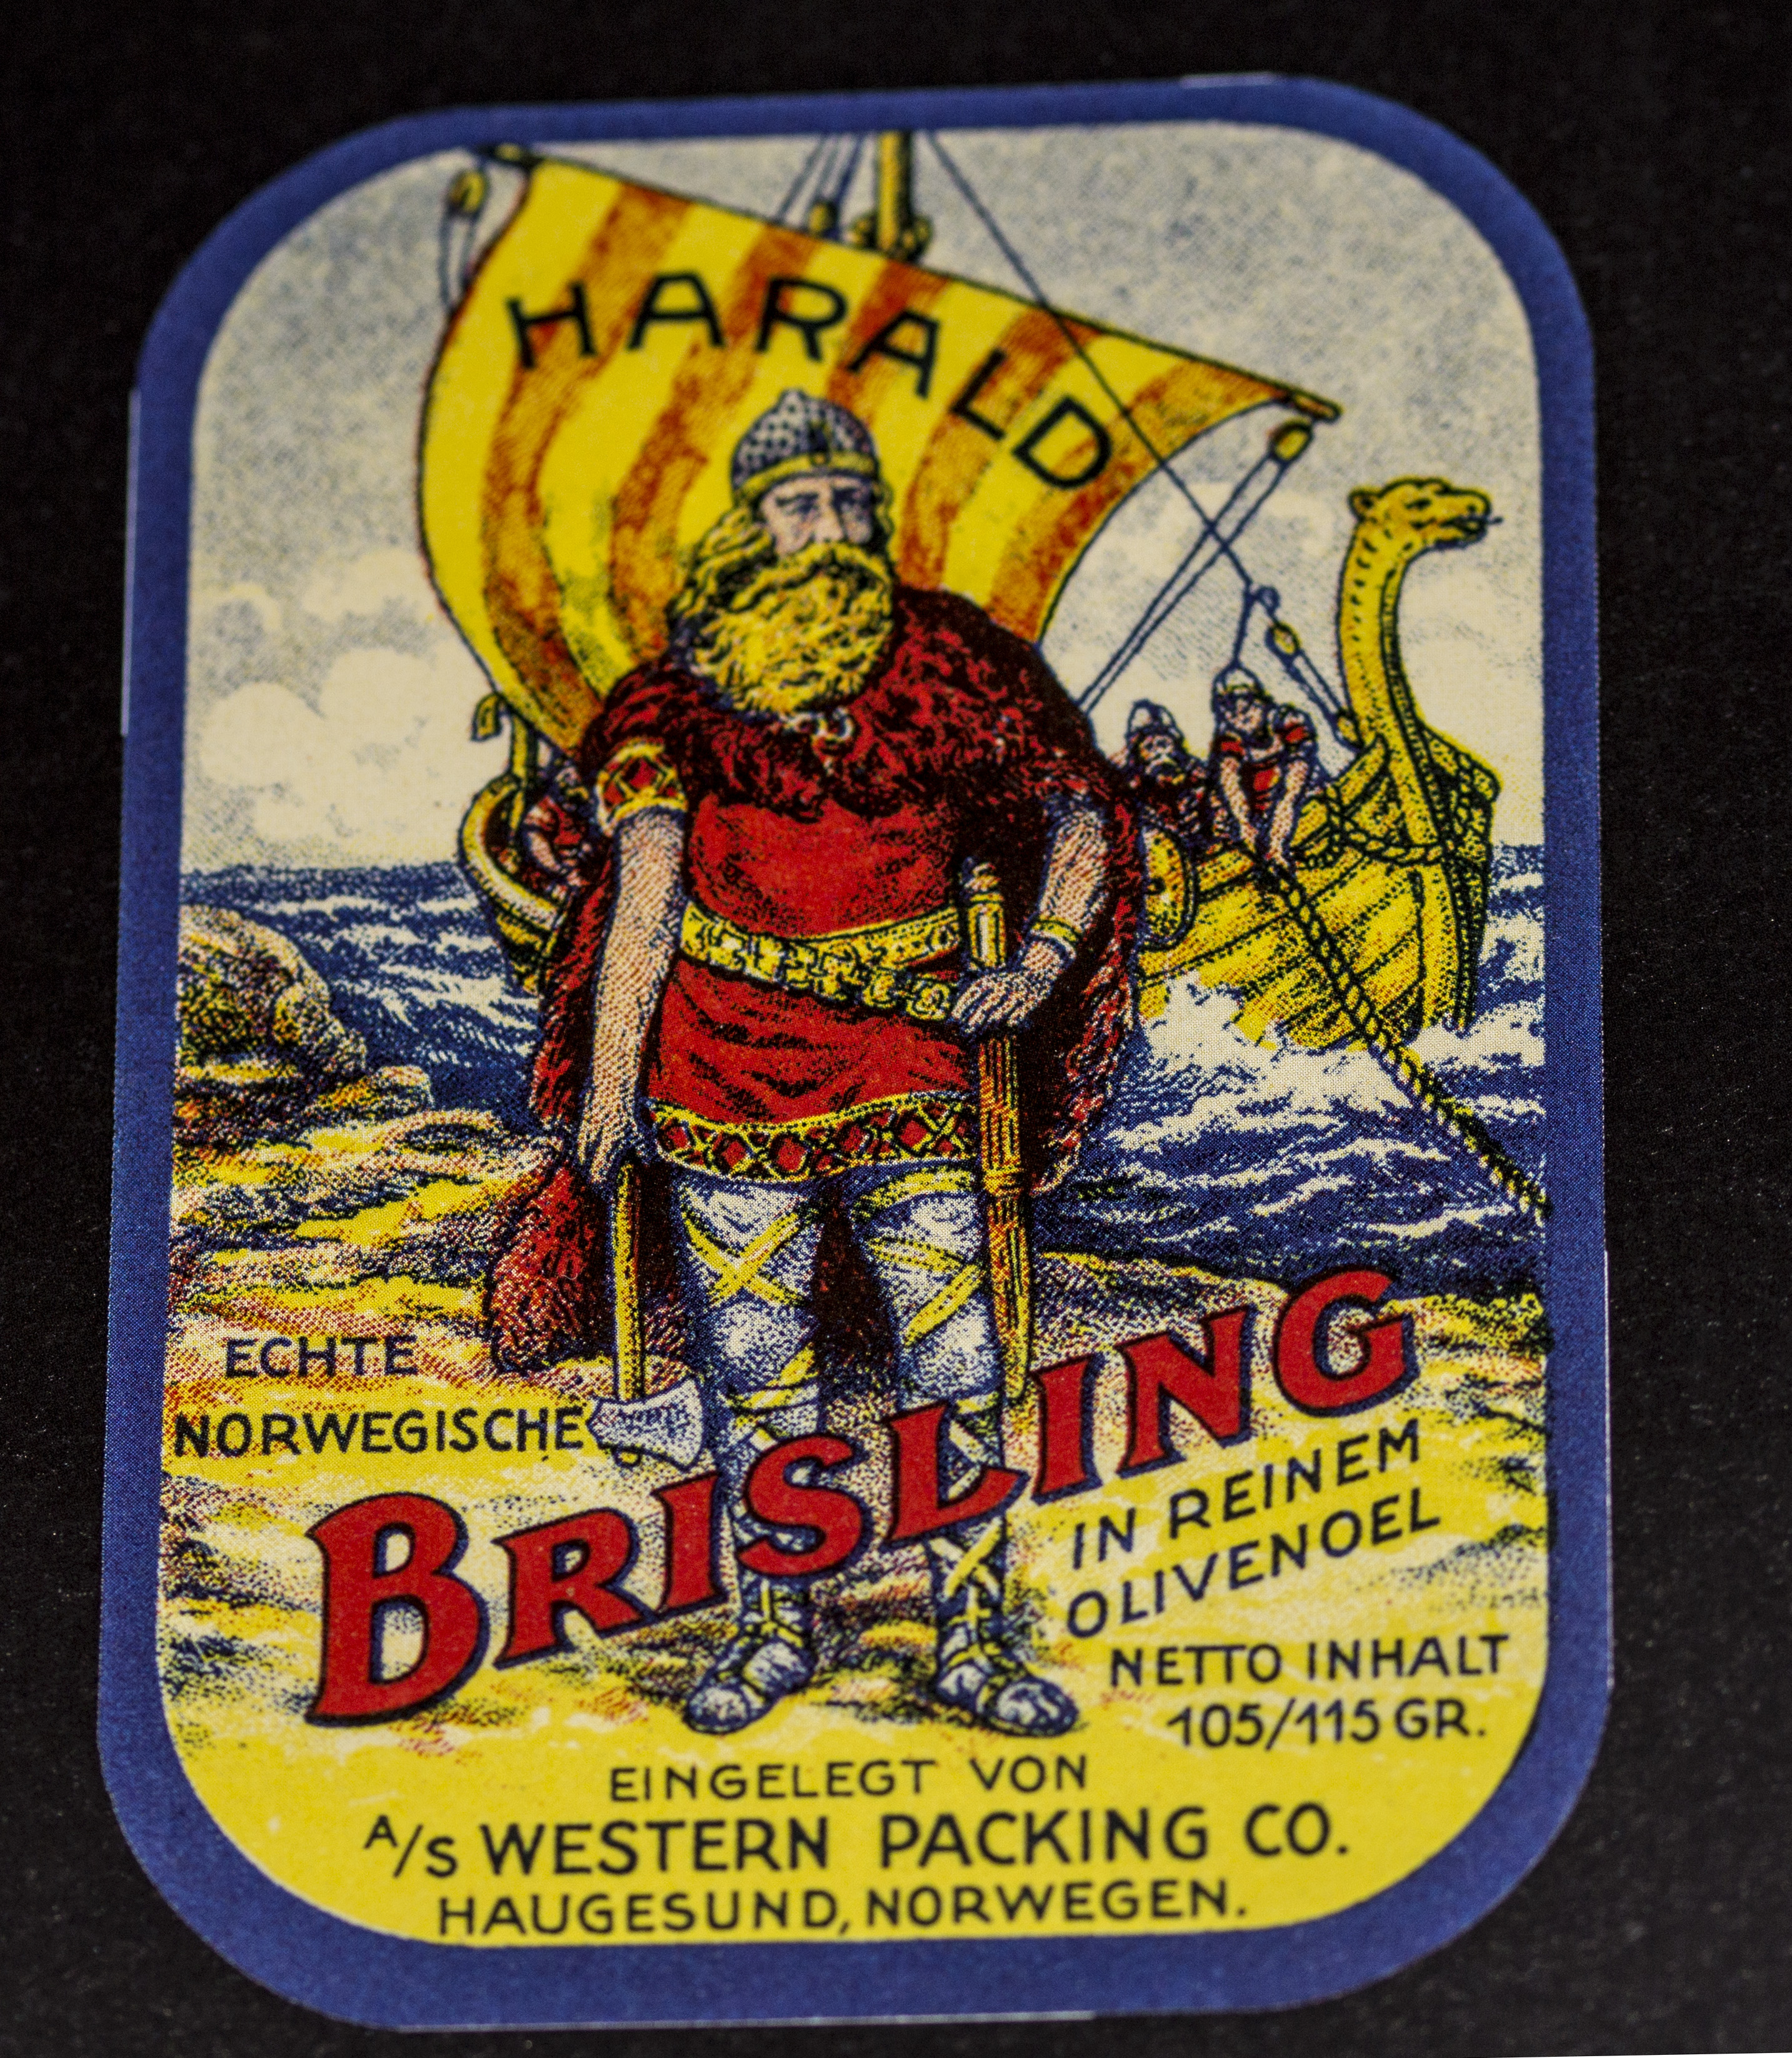 HARALD
ECHTE
NORWEGISCHE
BRISLING
IN REINEM
OLIVENOEL
NETTO INHALT
105/115 GR.
EINGELEGT VON
A/S WESTERN PACKING CO.
HAUGESUND, NORWEGEN.